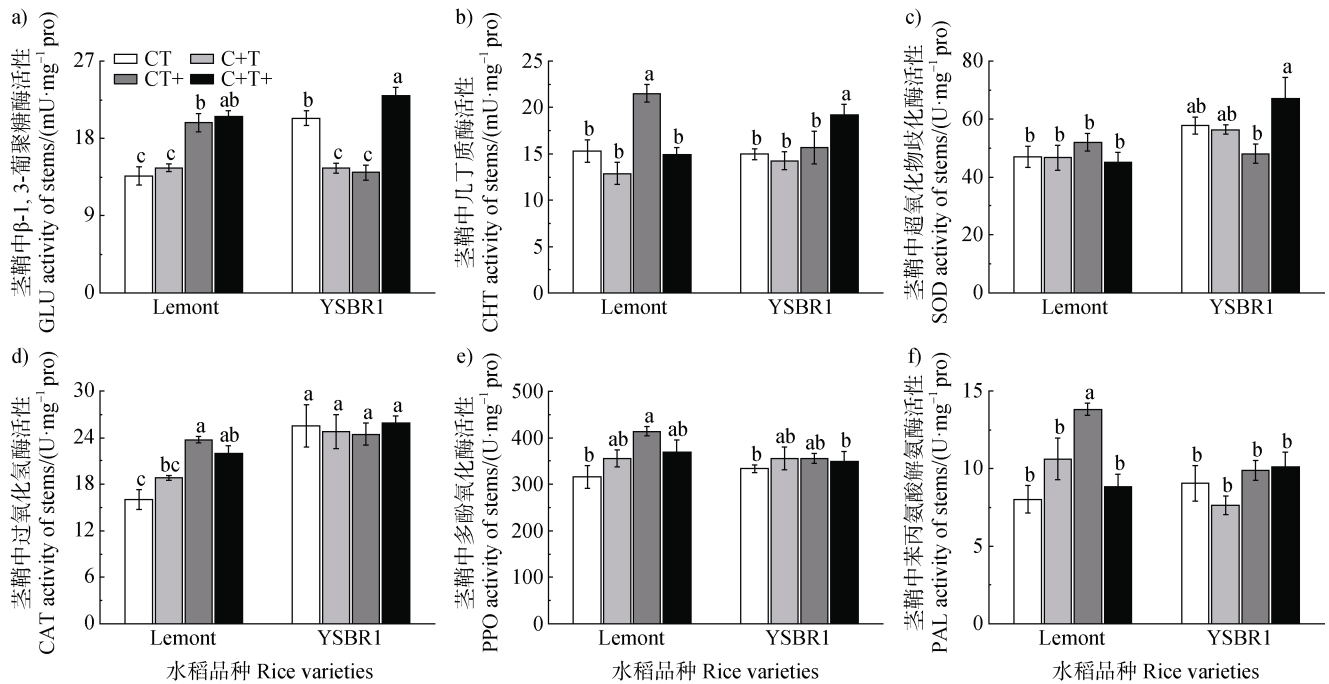 a)
茎鞘中β-1, 3-葡聚糖酶活性
GLU activity of stems/(mU·mg⁻¹ pro)
27
18
9
0
CT
C+T
CT+
C+T+
c
c
b
ab
b
c
c
a
Lemont
YSBR1
b)
茎鞘中几丁质酶活性
CHT activity of stems/(mU·mg⁻¹ pro)
25
20
15
10
5
0
b
b
a
b
b
b
b
a
Lemont
YSBR1
c)
茎鞘中超氧化物歧化酶活性
SOD activity of stems/(U·mg⁻¹ pro)
80
60
40
20
0
b
b
b
b
ab
ab
b
a
Lemont
YSBR1
d)
茎鞘中过氧化氢酶活性
CAT activity of stems/(U·mg⁻¹ pro)
30
24
18
12
6
0
c
bc
a
ab
a
a
a
a
Lemont
YSBR1
水稻品种 Rice varieties
e)
茎鞘中多酚氧化酶活性
PPO activity of stems/(U·mg⁻¹ pro)
500
400
300
200
100
0
b
ab
a
ab
b
ab
ab
b
Lemont
YSBR1
水稻品种 Rice varieties
f)
茎鞘中苯丙氨酸解氨酶活性
PAL activity of stems/(U·mg⁻¹ pro)
15
10
5
0
b
b
a
b
b
b
b
b
Lemont
YSBR1
水稻品种 Rice varieties